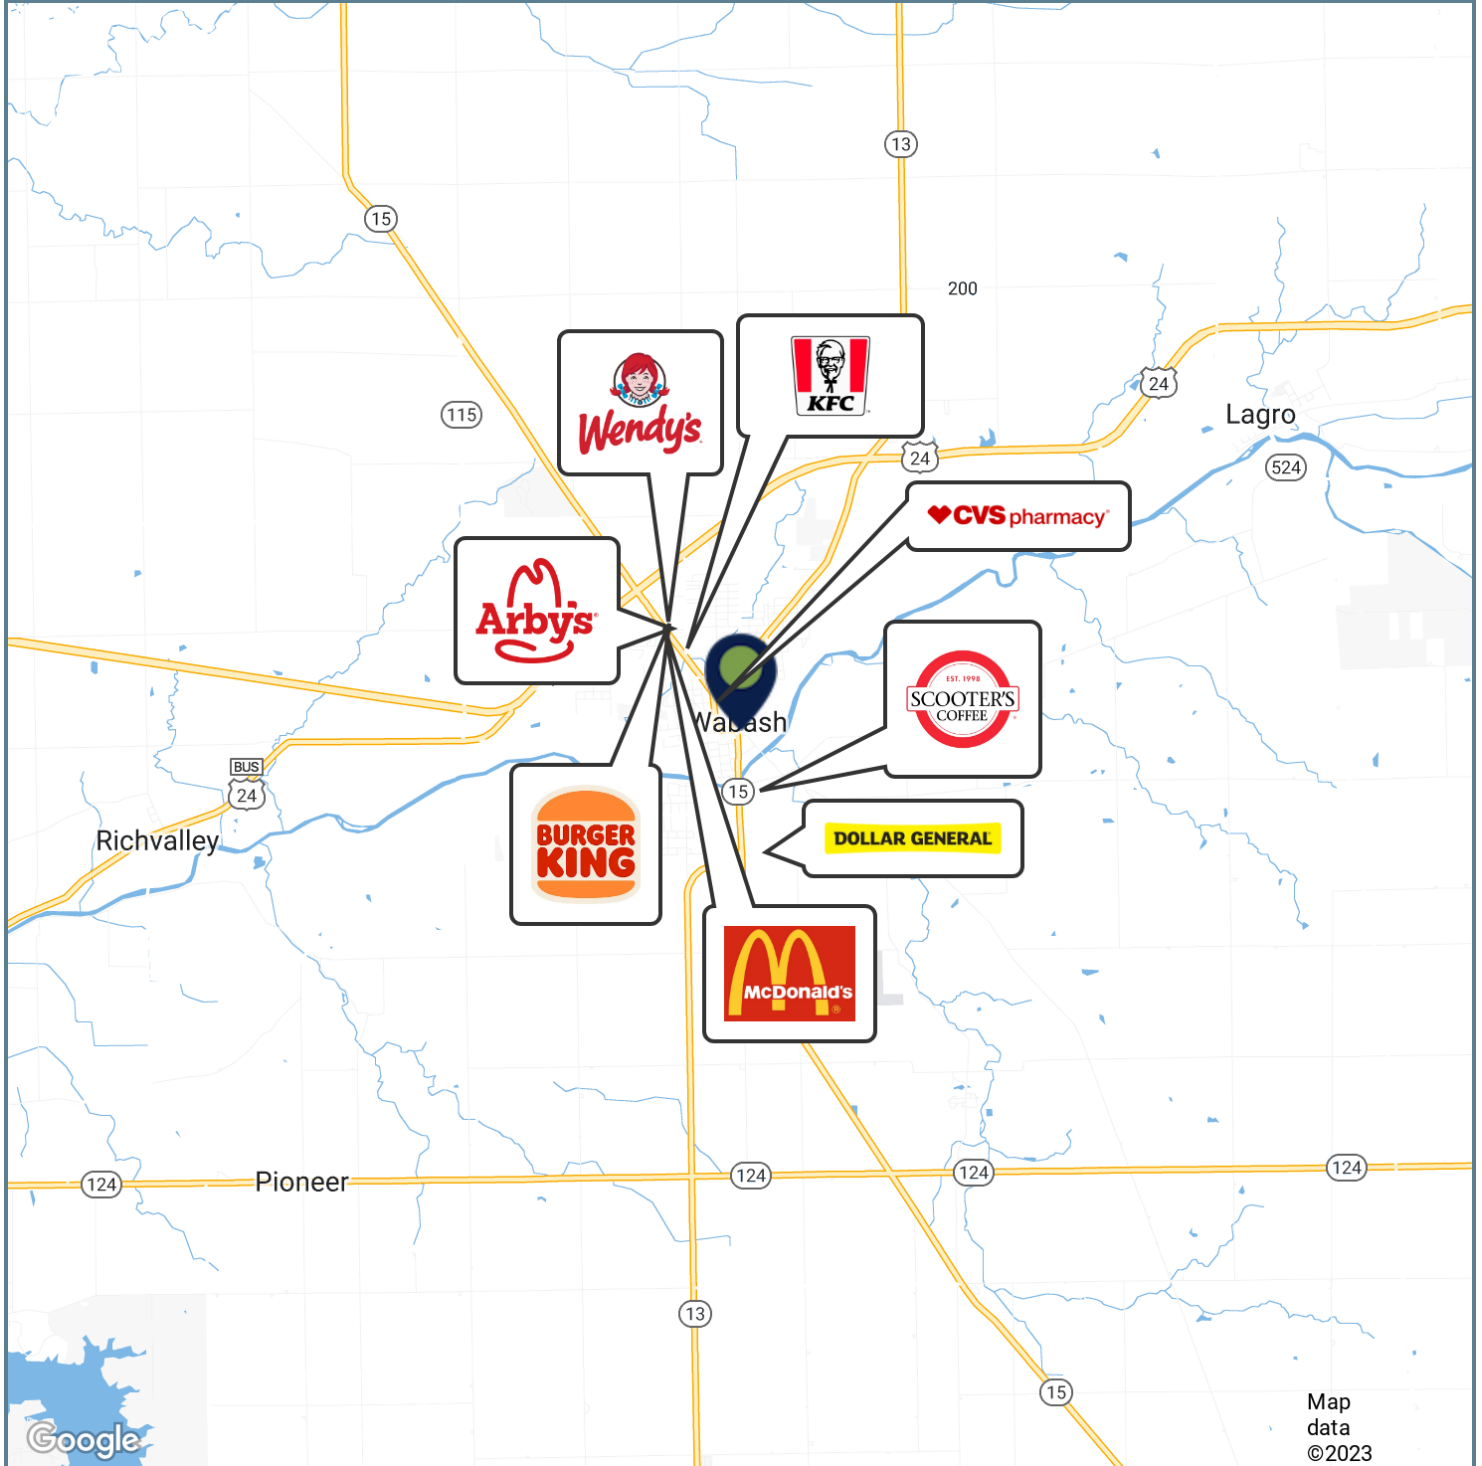 13
15
200
24
Lagro
115
Wendy's
KFC
24
524
CVS pharmacy
Arby's
EST. 1998
SCOOTER'S
COFFEE
Wabash
BUS
24
15
Richvalley
BURGER
KING
DOLLAR GENERAL
McDonald's
124
Pioneer
124
124
124
13
15
Google
Map
data
©2023